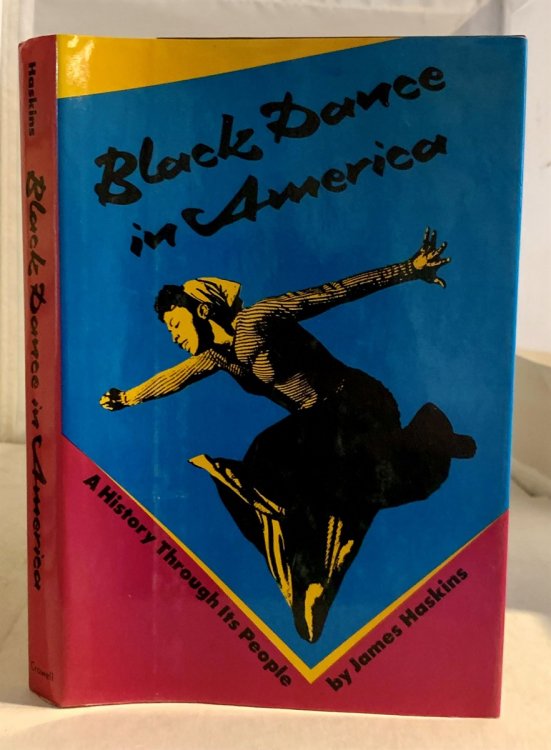 Haskins
Black Dance in America
Crowell
Black Dance
in America
A History Through Its People
by James Haskins